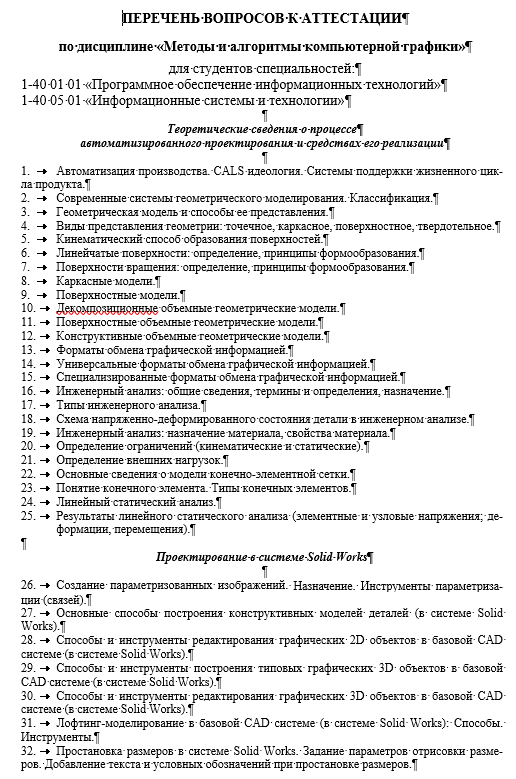 ПЕРЕЧЕНЬ ВОПРОСОВ К АТТЕСТАЦИИ¶
по дисциплине «Методы и алгоритмы компьютерной графики»¶
для студентов специальностей:¶
1-40 01 01 «Программное обеспечение информационных технологий»¶
1-40 05 01 «Информационные системы и технологии»¶
¶
Теоретические сведения о процессе¶
автоматизированного проектирования и средствах его реализации¶
¶
1. → Автоматизация производства. CALS идеология. Системы поддержки жизненного цик-
ла продукта.¶
2. → Современные системы геометрического моделирования. Классификация.¶
3. → Геометрическая модель и способы ее представления.¶
4. → Виды представления геометрии: точечное, каркасное, поверхностное, твердотельное.¶
5. → Кинематический способ образования поверхностей.¶
6. → Линейчатые поверхности: определение, принципы формообразования.¶
7. → Поверхности вращения: определение, принципы формообразования.¶
8. → Каркасные модели.¶
9. → Поверхностные модели.¶
10. → Декомпозиционные объемные геометрические модели.¶
11. → Поверхностные объемные геометрические модели.¶
12. → Конструктивные объемные геометрические модели.¶
13. → Форматы обмена графической информацией.¶
14. → Универсальные форматы обмена графической информацией.¶
15. → Специализированные форматы обмена графической информацией.¶
16. → Инженерный анализ: общие сведения, термины и определения, назначение.¶
17. → Типы инженерного анализа.¶
18. → Схема напряженно-деформированного состояния детали в инженерном анализе.¶
19. → Инженерный анализ: назначение материала, свойства материала.¶
20. → Определение ограничений (кинематические и статические).¶
21. → Определение внешних нагрузок.¶
22. → Основные сведения о модели конечно-элементной сетки.¶
23. → Понятие конечного элемента. Типы конечных элементов.¶
24. → Линейный статический анализ.¶
25. → Результаты линейного статического анализа (элементные и узловые напряжения; де-
формации, перемещения).¶
¶
Проектирование в системе Solid Works¶
¶
26. → Создание параметризованных изображений. Назначение. Инструменты параметриза-
ции (связей).¶
27. → Основные способы построения конструктивных моделей деталей (в системе Solid
Works).¶
28. → Способы и инструменты редактирования графических 2D объектов в базовой CAD
системе (в системе Solid Works).¶
29. → Способы и инструменты построения типовых графических 3D объектов в базовой
CAD системе (в системе Solid Works).¶
30. → Способы и инструменты редактирования графических 3D объектов в базовой CAD
системе (в системе Solid Works).¶
31. → Лофтинг-моделирование в базовой CAD системе (в системе Solid Works): Способы.
Инструменты.¶
32. → Простановка размеров в системе Solid Works. Задание параметров отрисовки разме-
ров. Добавление текста и условных обозначений при простановке размеров.¶